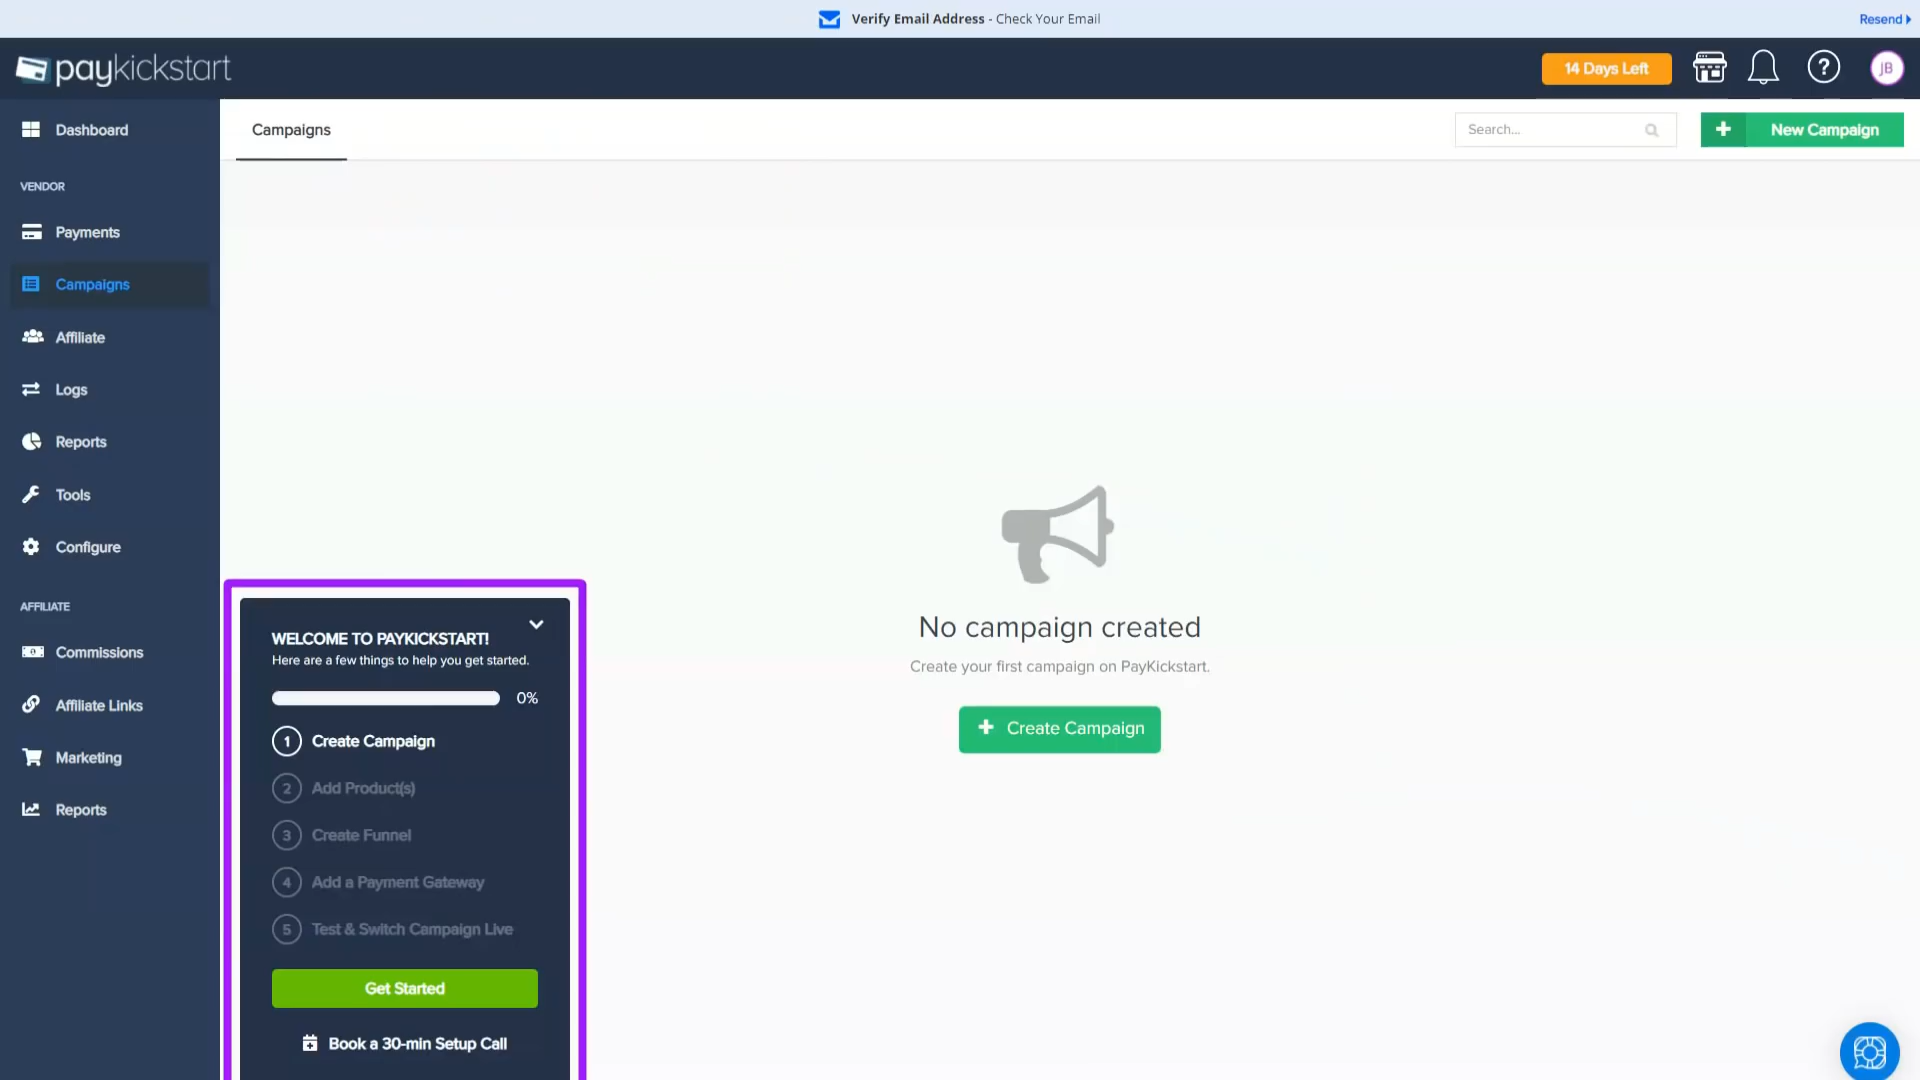 Verify Email Address - Check Your Email
Resend
paykickstart
14 Days Left
?
JB
Dashboard
VENDOR
Payments
Campaigns
Affiliate
Logs
Reports
Tools
Configure
AFFILIATE
Commissions
Affiliate Links
Marketing
Reports
Campaigns
Search...
New Campaign
No campaign created
Create your first campaign on PayKickstart.
Create Campaign
WELCOME TO PAYKICKSTART!
Here are a few things to help you get started.
0%
1 Create Campaign
2 Add Product(s)
3 Create Funnel
4 Add a Payment Gateway
5 Test & Switch Campaign Live
Get Started
Book a 30-min Setup Call